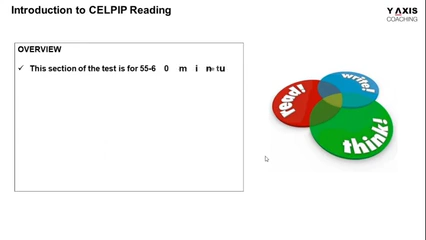 Introduction to CELPIP Reading
Y AXIS
COACHING
OVERVIEW
✓ This section of the test is for 55-6 0 m i n
read!
write!
think!